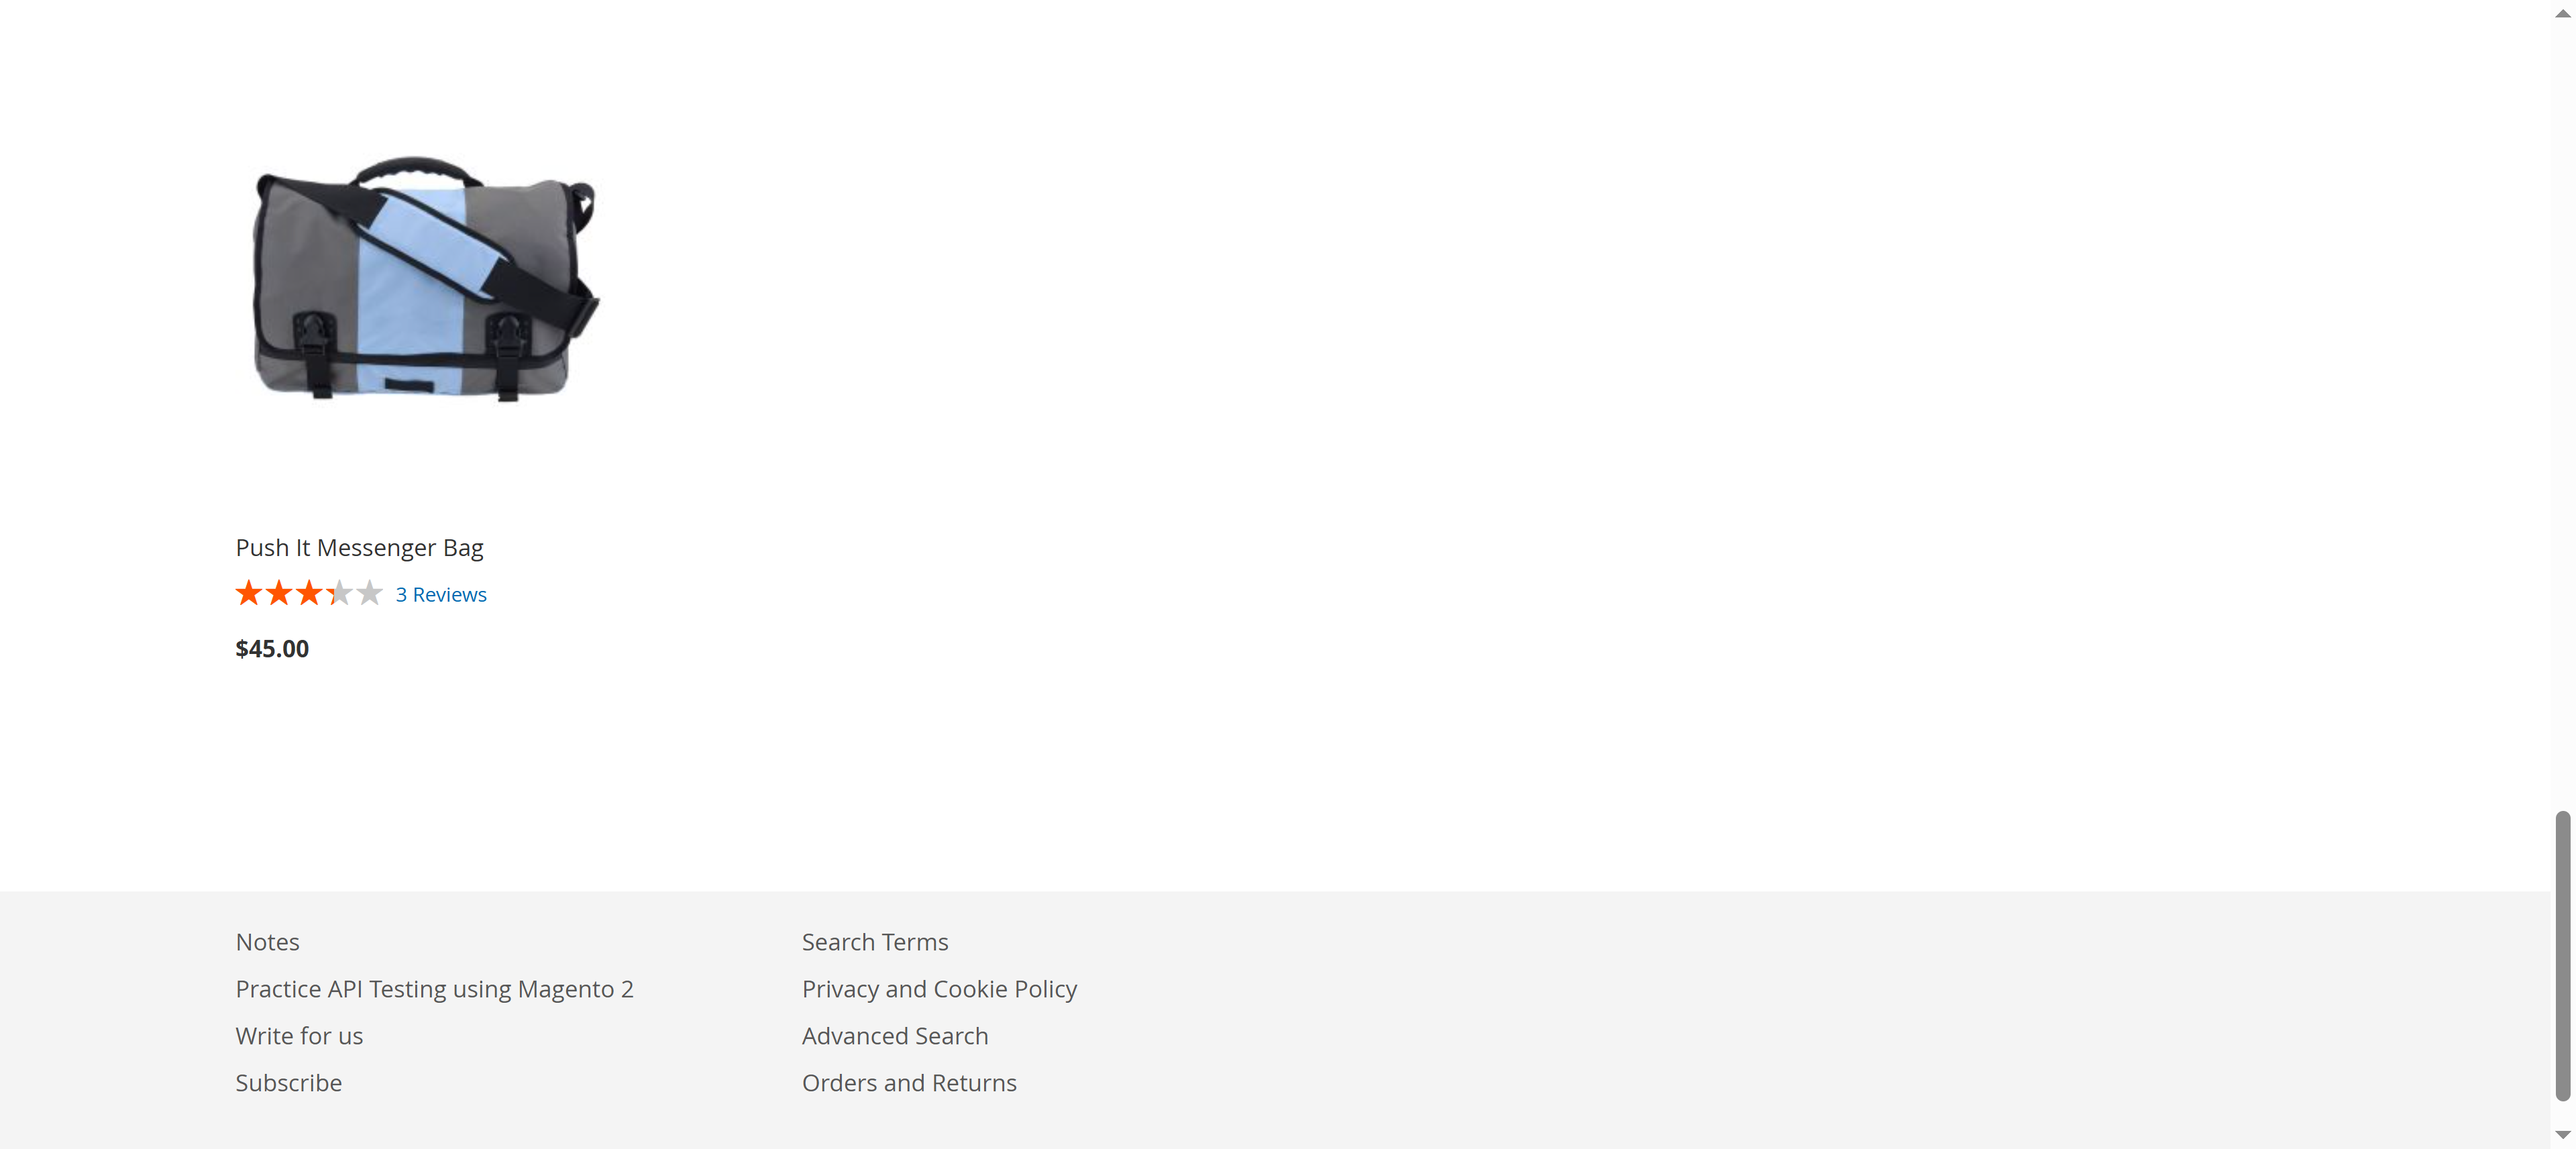 Push It Messenger Bag
3 Reviews
$45.00
Notes
Practice API Testing using Magento 2
Write for us
Subscribe
Search Terms
Privacy and Cookie Policy
Advanced Search
Orders and Returns